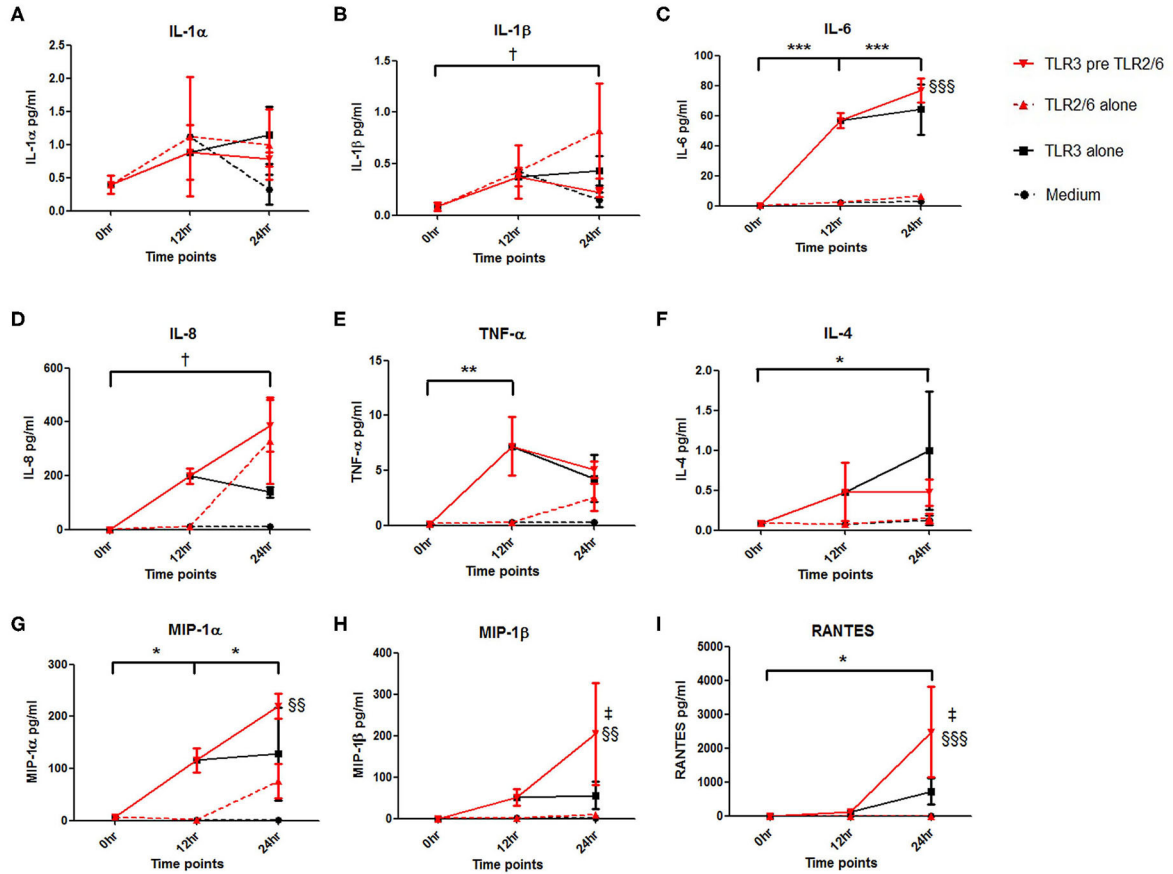 A
IL-1α
IL-1α pg/ml
2.5
2.0
1.5
1.0
0.5
0.0
0hr
12hr
24hr
Time points
B
IL-1β
†
IL-1β pg/ml
1.5
1.0
0.5
0.0
0hr
12hr
24hr
Time points
C
IL-6
***
***
§§§
IL-6 pg/ml
100
80
60
40
20
0
0hr
12hr
24hr
Time points
TLR3 pre TLR2/6
TLR2/6 alone
TLR3 alone
Medium
D
IL-8
†
IL-8 pg/ml
600
400
200
0
0hr
12hr
24hr
Time points
E
TNF-α
**
TNF-α pg/ml
15
10
5
0
0hr
12hr
24hr
Time points
F
IL-4
*
IL-4 pg/ml
2.0
1.5
1.0
0.5
0.0
0hr
12hr
24hr
Time points
G
MIP-1α
*
*
§§
MIP-1α pg/ml
300
200
100
0
0hr
12hr
24hr
Time points
H
MIP-1β
‡
§§
MIP-1β pg/ml
400
300
200
100
0
0hr
12hr
24hr
Time points
I
RANTES
*
‡
§§§
RANTES pg/ml
5000
4000
3000
2000
1000
0
0hr
12hr
24hr
Time points